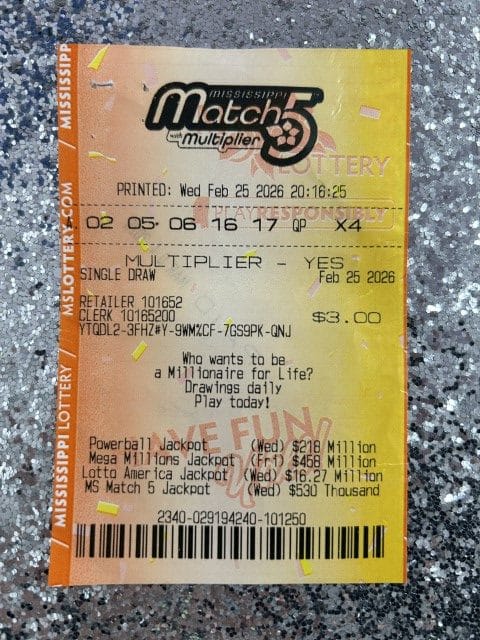 MISSISSIPPI
Match 5
with Multiplier
LOTTERY
PRINTED: Wed Feb 25 2026 20:16:25
PLAY RESPONSIBLY
02 05 06 16 17 QP X4
MULTIPLIER - YES
SINGLE DRAW Feb 25 2026
RETAILER 101652
CLERK 10165200 $3.00
YTQDL2-3FHZ#Y-9WM%CF-7GS9PK-QNJ
Who wants to be
a Millionaire for Life?
Drawings daily
Play today!
HAVE FUN
Powerball Jackpot (Wed) $218 Million
Mega Millions Jackpot (Fri) $458 Million
Lotto America Jackpot (Wed) $16.27 Million
MS Match 5 Jackpot (Wed) $530 Thousand
2340-029194240-101250
MISSISSIPPI LOTTERY / MSLOTTERY.COM / MISSISSIPP